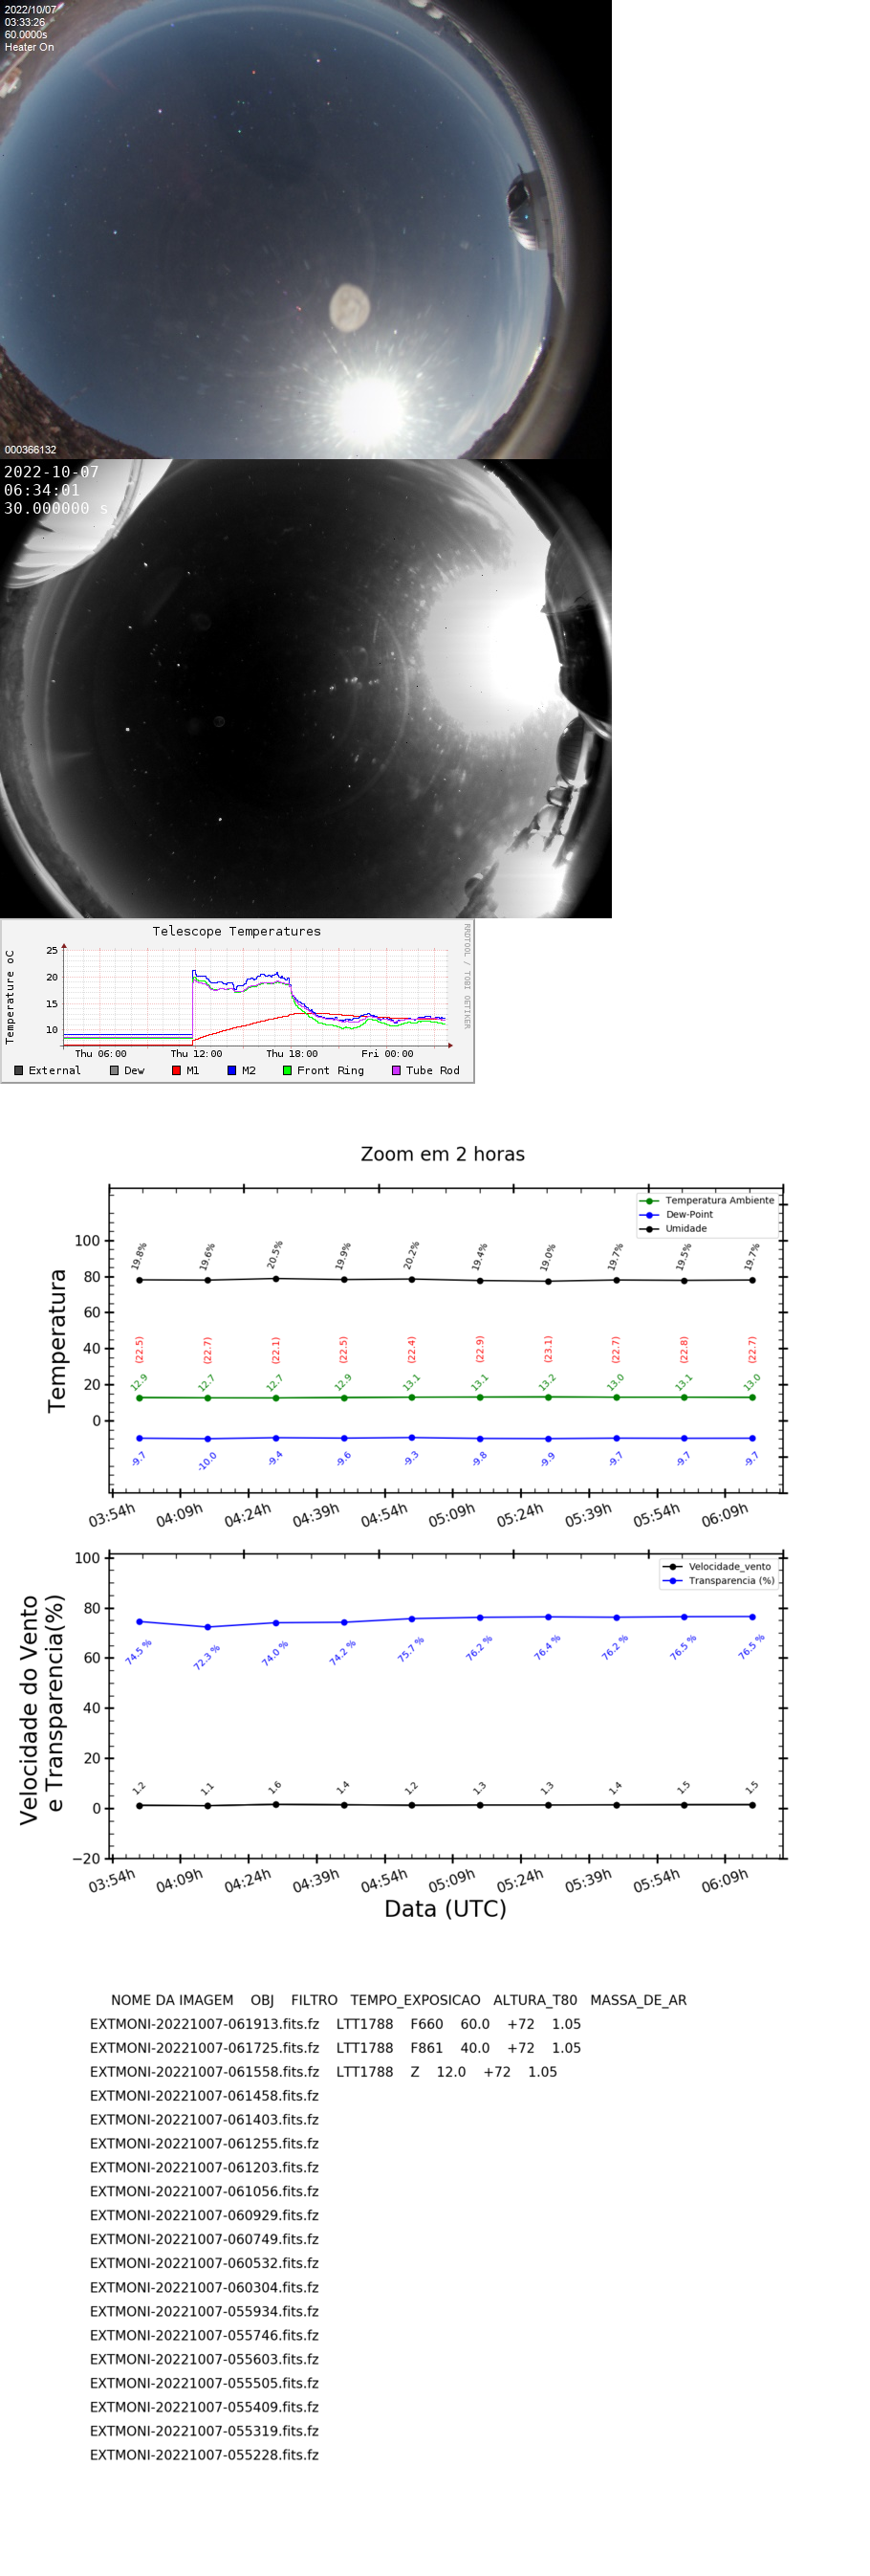 2022/10/07
03:33:26
60.0000s
Heater On
000366132
2022-10-07
06:34:01
30.000000 s
Telescope Temperatures
RRDTOOL / TOBI OETIKER
Temperature oC
25
20
15
10
Thu 06:00 Thu 12:00 Thu 18:00 Fri 00:00
External Dew M1 M2 Front Ring Tube Rod
Zoom em 2 horas
Temperatura Ambiente
Dew-Point
Umidade
Temperatura
100
80
60
40
20
0
19.8% 19.6% 20.5% 19.9% 20.2% 19.4% 19.0% 19.7% 19.5% 19.7%
(22.5) (22.7) (22.1) (22.5) (22.4) (22.9) (23.1) (22.7) (22.8) (22.7)
12.9 12.7 12.7 12.9 13.1 13.1 13.2 13.0 13.1 13.0
-9.7 -10.0 -9.4 -9.6 -9.3 -9.8 -9.9 -9.7 -9.7 -9.7
03:54h 04:09h 04:24h 04:39h 04:54h 05:09h 05:24h 05:39h 05:54h 06:09h
Velocidade_vento
Transparencia (%)
Velocidade do Vento
e Transparencia(%)
100
80
60
40
20
0
−20
74.5 % 72.3 % 74.0 % 74.2 % 75.7 % 76.2 % 76.4 % 76.2 % 76.5 % 76.5 %
1.2 1.1 1.6 1.4 1.2 1.3 1.3 1.4 1.5 1.5
03:54h 04:09h 04:24h 04:39h 04:54h 05:09h 05:24h 05:39h 05:54h 06:09h
Data (UTC)
NOME DA IMAGEM OBJ FILTRO TEMPO_EXPOSICAO ALTURA_T80 MASSA_DE_AR
EXTMONI-20221007-061913.fits.fz LTT1788 F660 60.0 +72 1.05
EXTMONI-20221007-061725.fits.fz LTT1788 F861 40.0 +72 1.05
EXTMONI-20221007-061558.fits.fz LTT1788 Z 12.0 +72 1.05
EXTMONI-20221007-061458.fits.fz
EXTMONI-20221007-061403.fits.fz
EXTMONI-20221007-061255.fits.fz
EXTMONI-20221007-061203.fits.fz
EXTMONI-20221007-061056.fits.fz
EXTMONI-20221007-060929.fits.fz
EXTMONI-20221007-060749.fits.fz
EXTMONI-20221007-060532.fits.fz
EXTMONI-20221007-060304.fits.fz
EXTMONI-20221007-055934.fits.fz
EXTMONI-20221007-055746.fits.fz
EXTMONI-20221007-055603.fits.fz
EXTMONI-20221007-055505.fits.fz
EXTMONI-20221007-055409.fits.fz
EXTMONI-20221007-055319.fits.fz
EXTMONI-20221007-055228.fits.fz